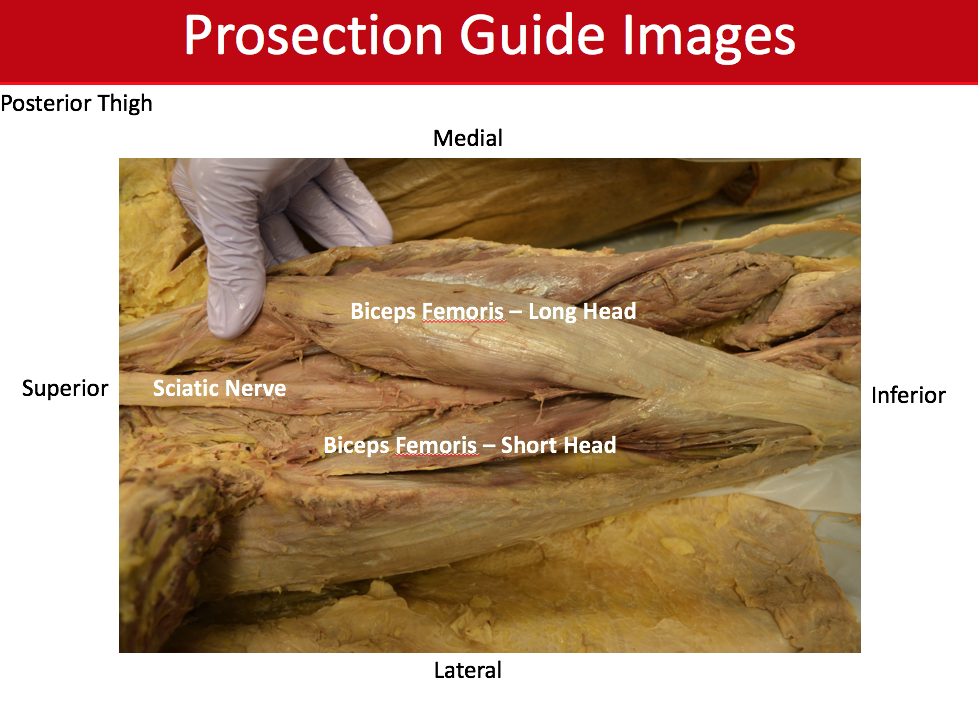 Prosection Guide Images
Posterior Thigh
Medial
Biceps Femoris – Long Head
Superior
Sciatic Nerve
Inferior
Biceps Femoris – Short Head
Lateral